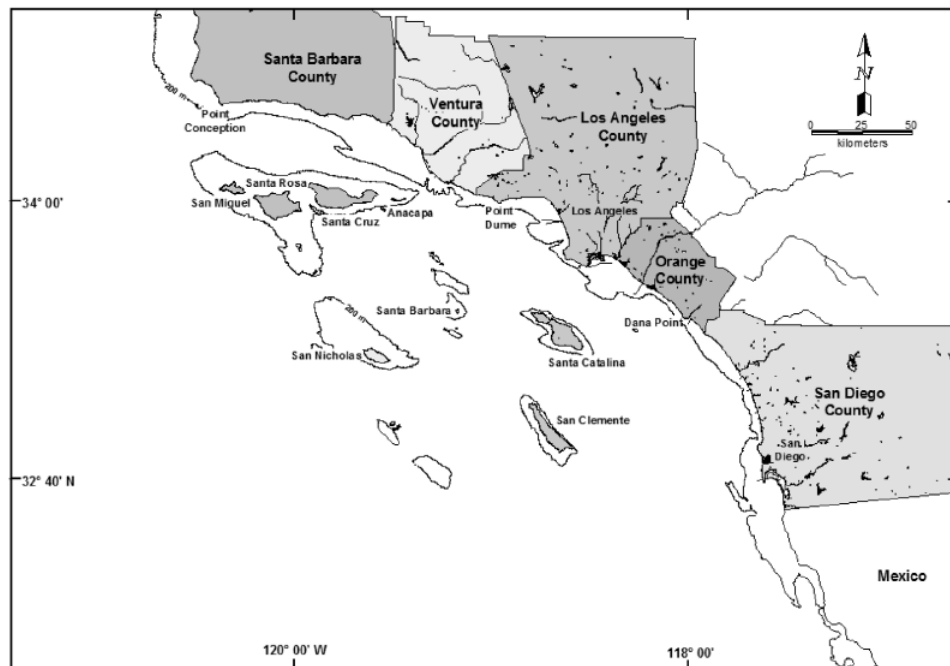 Santa Barbara
County
Ventura
County
Los Angeles
County
N
0 25 50
kilometers
200 m
Point
Conception
34° 00'
San Miguel
Santa Rosa
Santa Cruz
Anacapa
Point
Dume
Los Angeles
Orange
County
200 m
Santa Barbara
San Nicholas
Dana Point
Santa Catalina
San Clemente
San Diego
County
San
Diego
32° 40' N
Mexico
120° 00' W
118° 00'